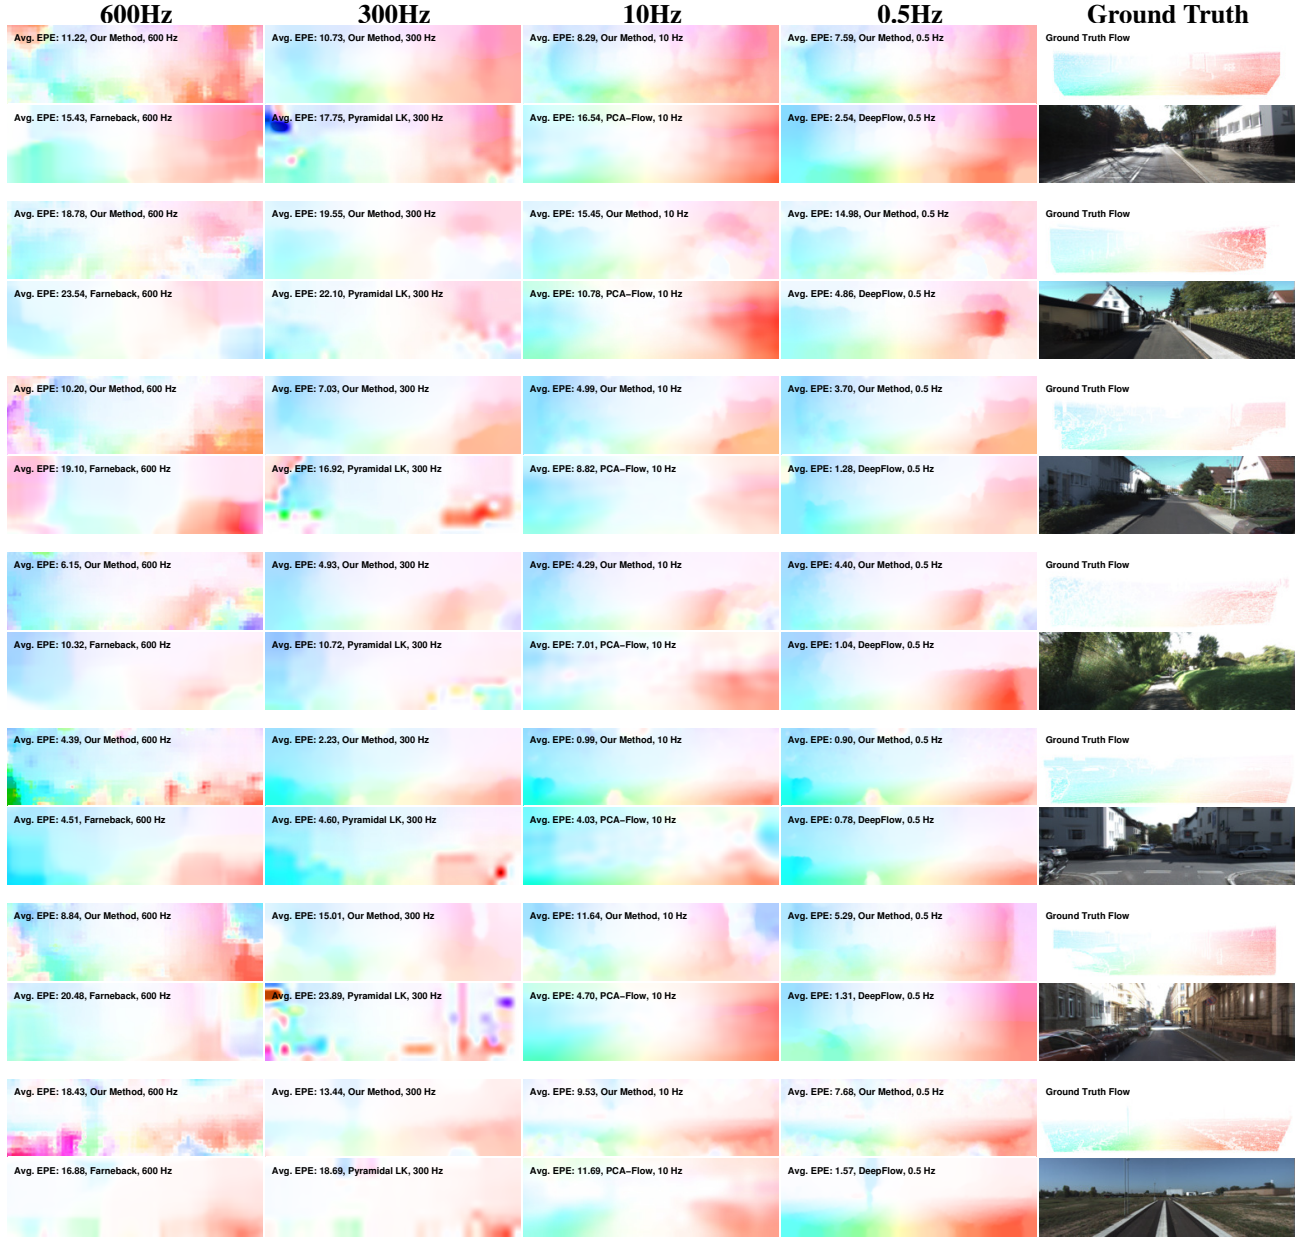 600Hz 300Hz 10Hz 0.5Hz Ground Truth
Avg. EPE: 11.22, Our Method, 600 Hz Avg. EPE: 10.73, Our Method, 300 Hz Avg. EPE: 8.29, Our Method, 10 Hz Avg. EPE: 7.59, Our Method, 0.5 Hz Ground Truth Flow
Avg. EPE: 15.43, Farneback, 600 Hz Avg. EPE: 17.75, Pyramidal LK, 300 Hz Avg. EPE: 16.54, PCA−Flow, 10 Hz Avg. EPE: 2.54, DeepFlow, 0.5 Hz
Avg. EPE: 18.78, Our Method, 600 Hz Avg. EPE: 19.55, Our Method, 300 Hz Avg. EPE: 15.45, Our Method, 10 Hz Avg. EPE: 14.98, Our Method, 0.5 Hz Ground Truth Flow
Avg. EPE: 23.54, Farneback, 600 Hz Avg. EPE: 22.10, Pyramidal LK, 300 Hz Avg. EPE: 10.78, PCA−Flow, 10 Hz Avg. EPE: 4.86, DeepFlow, 0.5 Hz
Avg. EPE: 10.20, Our Method, 600 Hz Avg. EPE: 7.03, Our Method, 300 Hz Avg. EPE: 4.99, Our Method, 10 Hz Avg. EPE: 3.70, Our Method, 0.5 Hz Ground Truth Flow
Avg. EPE: 19.10, Farneback, 600 Hz Avg. EPE: 16.92, Pyramidal LK, 300 Hz Avg. EPE: 8.82, PCA−Flow, 10 Hz Avg. EPE: 1.28, DeepFlow, 0.5 Hz
Avg. EPE: 6.15, Our Method, 600 Hz Avg. EPE: 4.93, Our Method, 300 Hz Avg. EPE: 4.29, Our Method, 10 Hz Avg. EPE: 4.40, Our Method, 0.5 Hz Ground Truth Flow
Avg. EPE: 10.32, Farneback, 600 Hz Avg. EPE: 10.72, Pyramidal LK, 300 Hz Avg. EPE: 7.01, PCA−Flow, 10 Hz Avg. EPE: 1.04, DeepFlow, 0.5 Hz
Avg. EPE: 4.39, Our Method, 600 Hz Avg. EPE: 2.23, Our Method, 300 Hz Avg. EPE: 0.99, Our Method, 10 Hz Avg. EPE: 0.90, Our Method, 0.5 Hz Ground Truth Flow
Avg. EPE: 4.51, Farneback, 600 Hz Avg. EPE: 4.60, Pyramidal LK, 300 Hz Avg. EPE: 4.03, PCA−Flow, 10 Hz Avg. EPE: 0.78, DeepFlow, 0.5 Hz
Avg. EPE: 8.84, Our Method, 600 Hz Avg. EPE: 15.01, Our Method, 300 Hz Avg. EPE: 11.64, Our Method, 10 Hz Avg. EPE: 5.29, Our Method, 0.5 Hz Ground Truth Flow
Avg. EPE: 20.48, Farneback, 600 Hz Avg. EPE: 23.89, Pyramidal LK, 300 Hz Avg. EPE: 4.70, PCA−Flow, 10 Hz Avg. EPE: 1.31, DeepFlow, 0.5 Hz
Avg. EPE: 18.43, Our Method, 600 Hz Avg. EPE: 13.44, Our Method, 300 Hz Avg. EPE: 9.53, Our Method, 10 Hz Avg. EPE: 7.68, Our Method, 0.5 Hz Ground Truth Flow
Avg. EPE: 16.88, Farneback, 600 Hz Avg. EPE: 18.69, Pyramidal LK, 300 Hz Avg. EPE: 11.69, PCA−Flow, 10 Hz Avg. EPE: 1.57, DeepFlow, 0.5 Hz